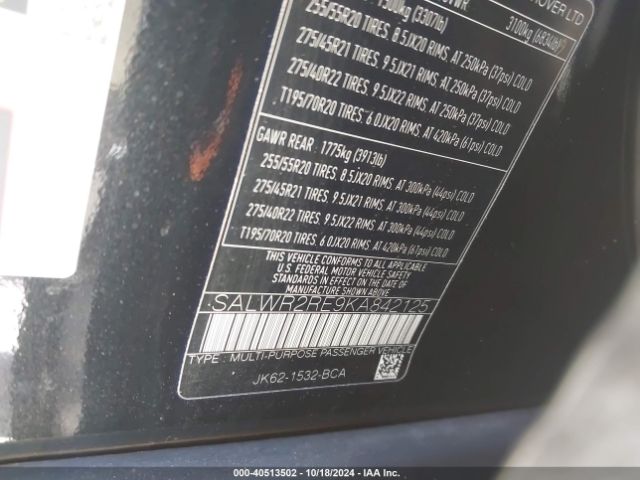 ROVER LTD
GVWR 3100kg (6834lb)
1500kg (3307lb)
255/55R20 TIRES. 8.5JX20 RIMS. AT 250kPa (37psi) COLD
275/45R21 TIRES. 9.5JX21 RIMS. AT 250kPa (37psi) COLD
275/40R22 TIRES. 9.5JX22 RIMS. AT 250kPa (37psi) COLD
T195/70R20 TIRES. 6.0JX20 RIMS. AT 420kPa (61psi) COLD
GAWR REAR : 1775kg (3913lb)
255/55R20 TIRES. 8.5JX20 RIMS. AT 300kPa (44psi) COLD
275/45R21 TIRES. 9.5JX21 RIMS. AT 300kPa (44psi) COLD
275/40R22 TIRES. 9.5JX22 RIMS. AT 300kPa (44psi) COLD
T195/70R20 TIRES. 6.0JX20 RIMS. AT 420kPa (61psi) COLD
THIS VEHICLE CONFORMS TO ALL APPLICABLE
U.S. FEDERAL MOTOR VEHICLE SAFETY
STANDARDS IN EFFECT ON THE DATE OF
MANUFACTURE SHOWN ABOVE.
SALWR2RE9KA842125
TYPE : MULTI-PURPOSE PASSENGER VEHICLE
JK62-1532-BCA
000-40513502 | 10/18/2024 | IAA Inc.